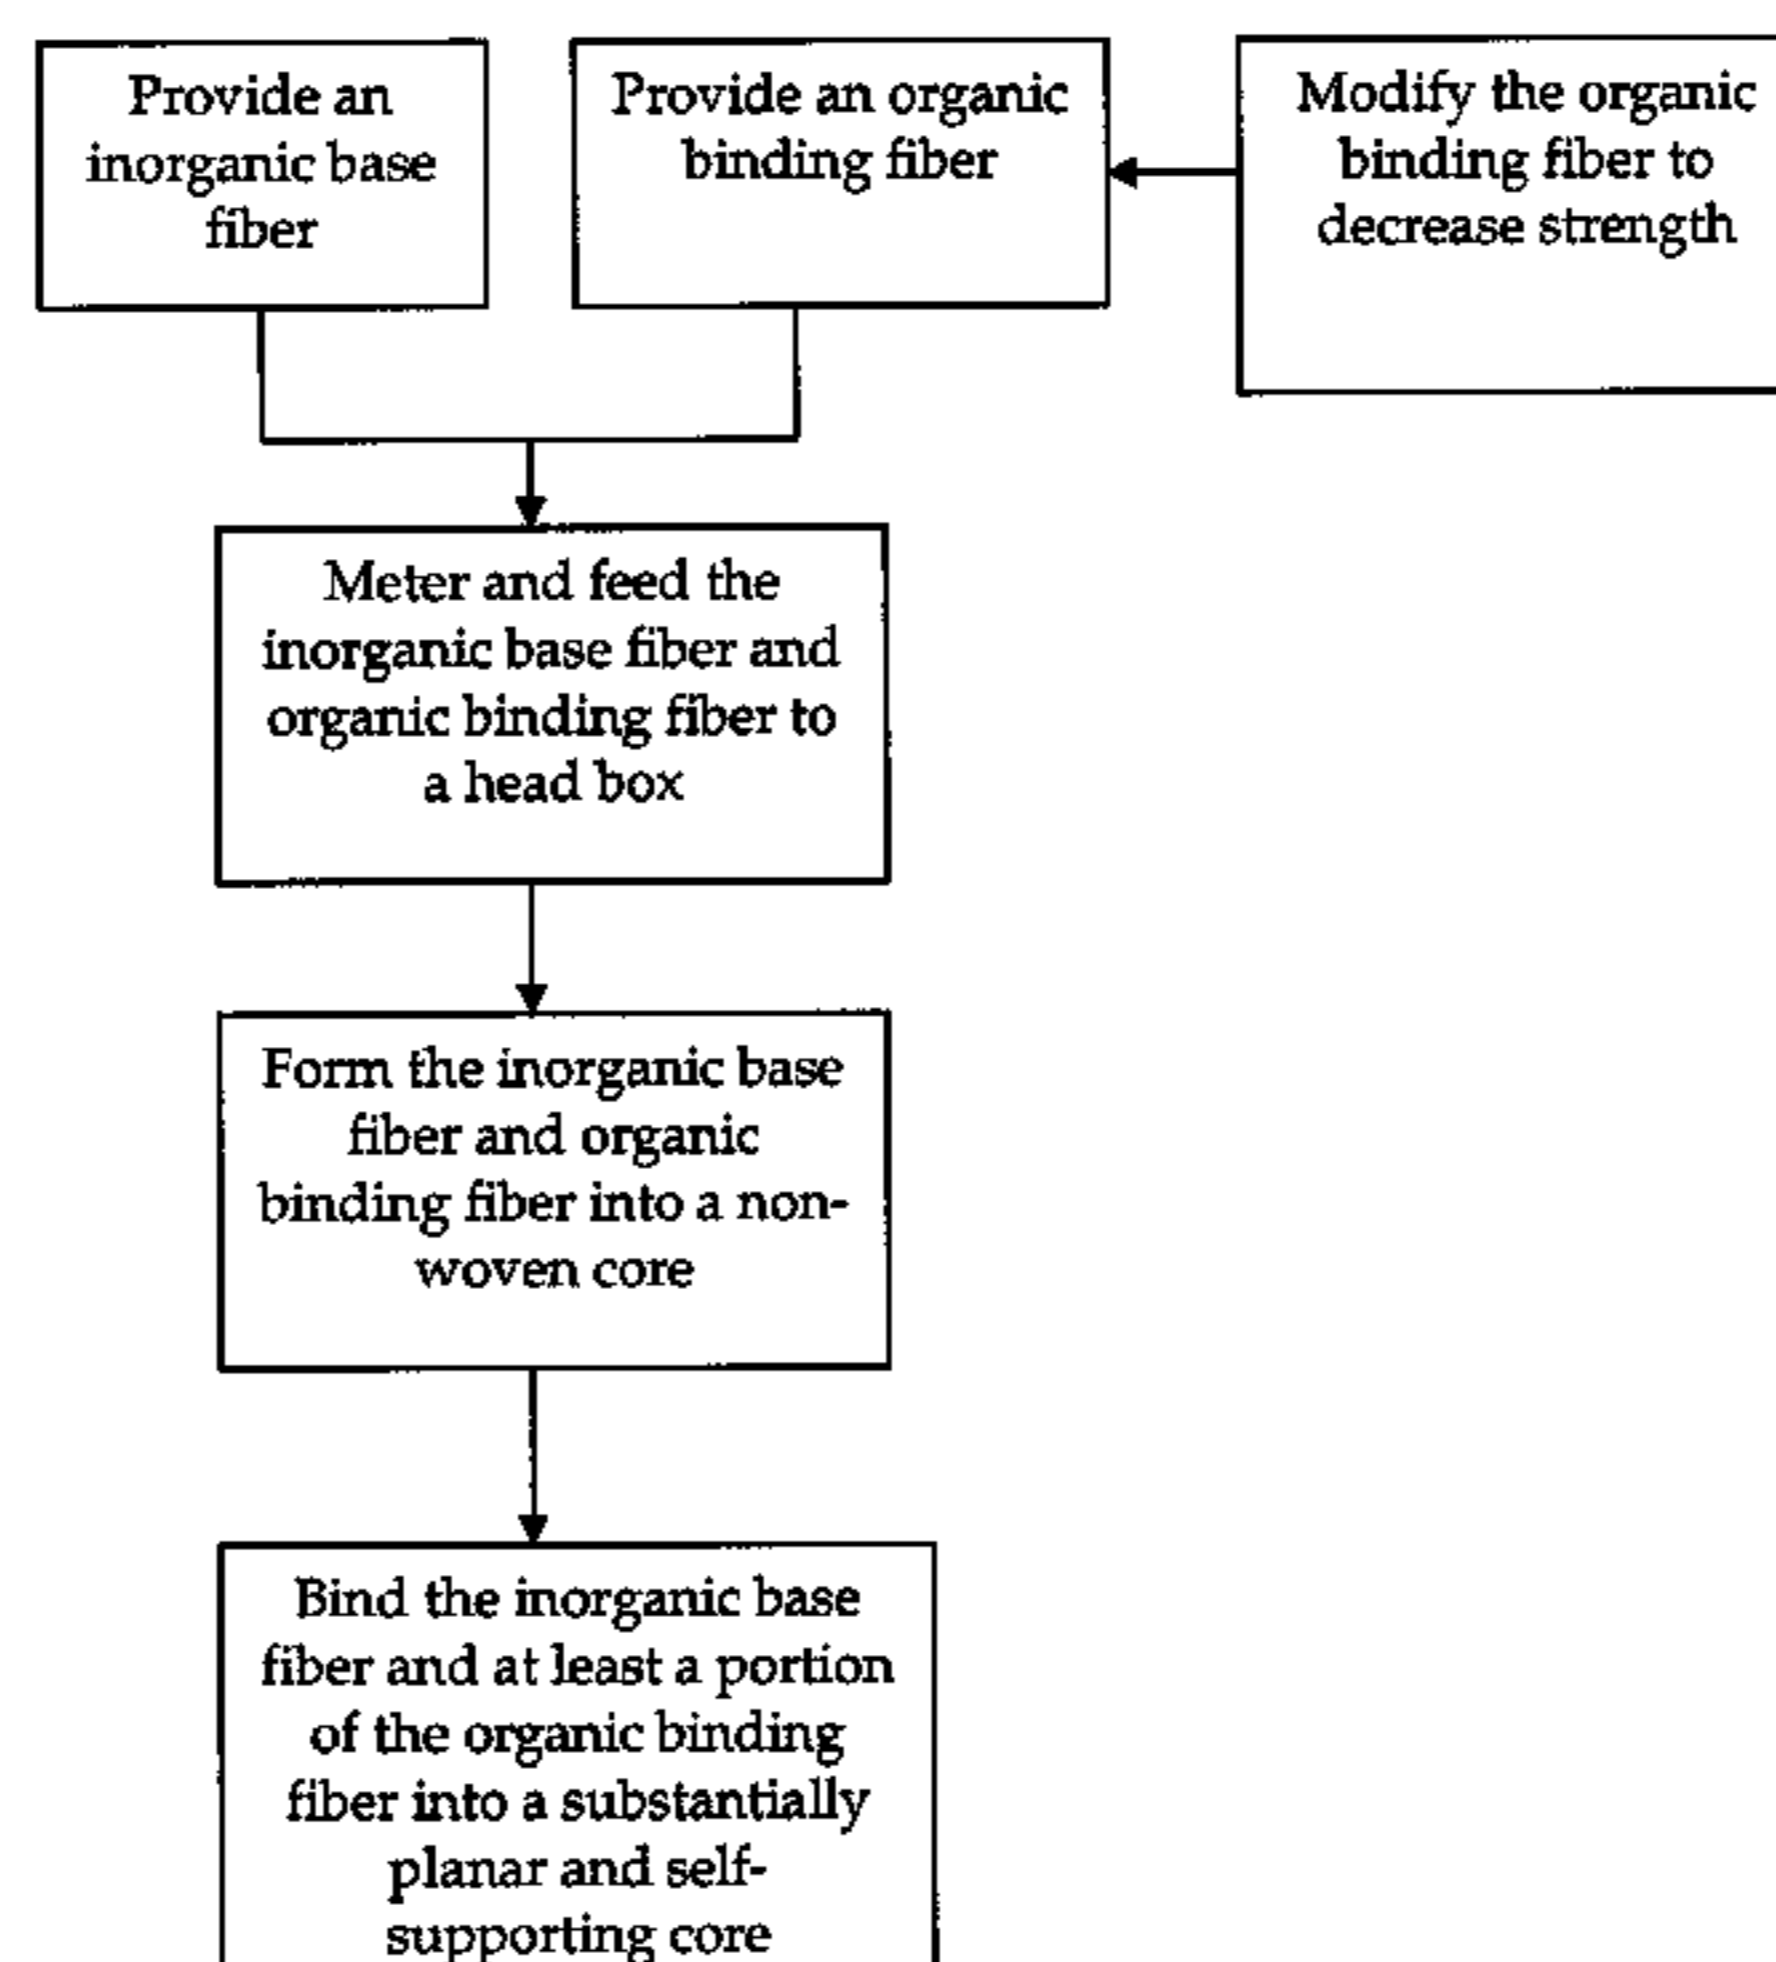 Provide an
inorganic base
fiber
Provide an organic
binding fiber
Modify the organic
binding fiber to
decrease strength
Meter and feed the
inorganic base fiber and
organic binding fiber to
a head box
Form the inorganic base
fiber and organic
binding fiber into a non-
woven core
Bind the inorganic base
fiber and at least a portion
of the organic binding
fiber into a substantially
planar and self-
supporting core